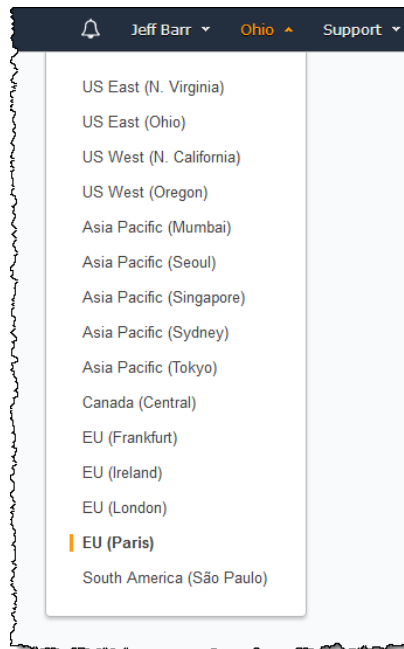 Jeff Barr Ohio Support
US East (N. Virginia)
US East (Ohio)
US West (N. California)
US West (Oregon)
Asia Pacific (Mumbai)
Asia Pacific (Seoul)
Asia Pacific (Singapore)
Asia Pacific (Sydney)
Asia Pacific (Tokyo)
Canada (Central)
EU (Frankfurt)
EU (Ireland)
EU (London)
EU (Paris)
South America (São Paulo)